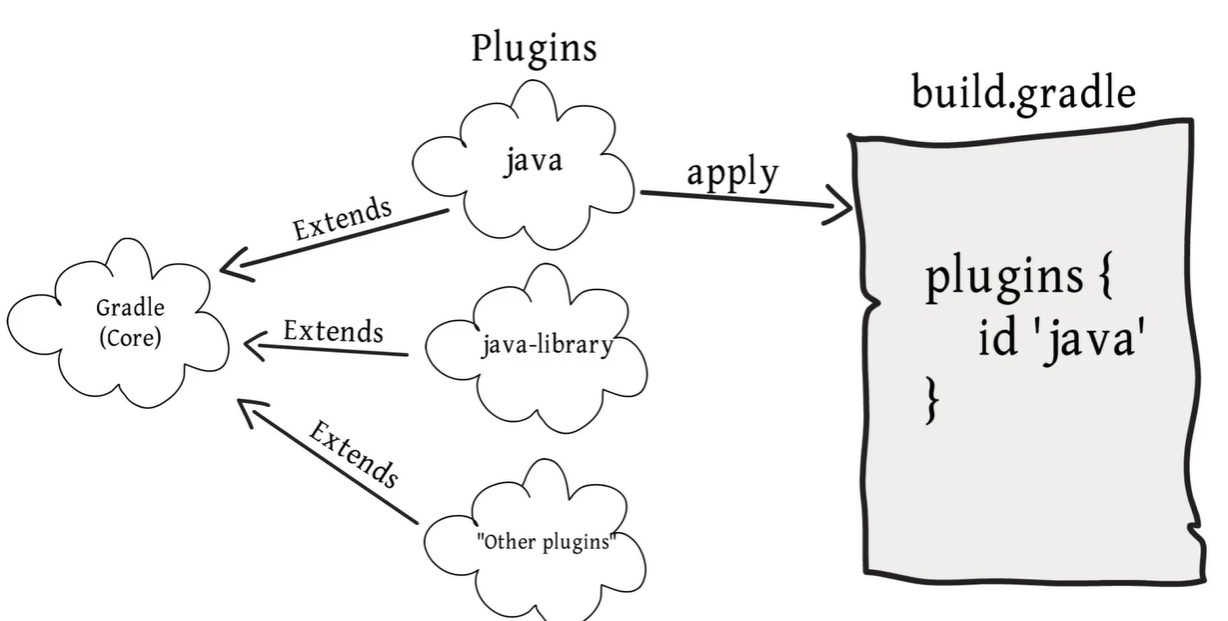 Plugins
java
Extends
Gradle
(Core)
Extends
java-library
Extends
"Other plugins"
apply
build.gradle
plugins {
id 'java'
}